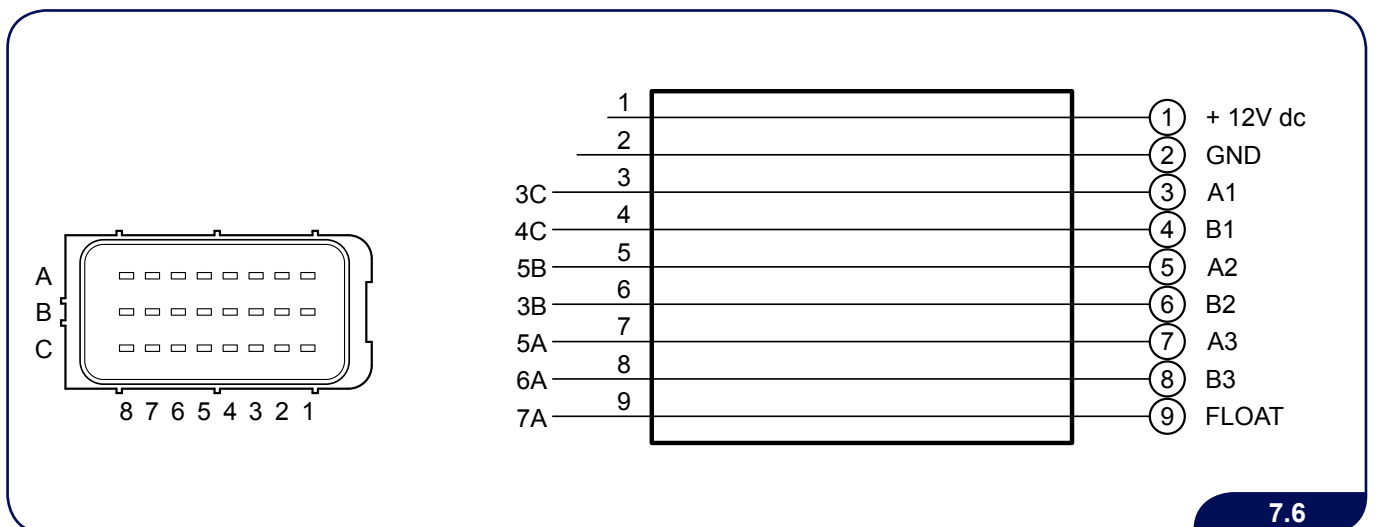 A
B
C
8 7 6 5 4 3 2 1
1 1 + 12V dc
2 2 GND
3C 3 3 A1
4C 4 4 B1
5B 5 5 A2
3B 6 6 B2
5A 7 7 A3
6A 8 8 B3
7A 9 9 FLOAT
7.6